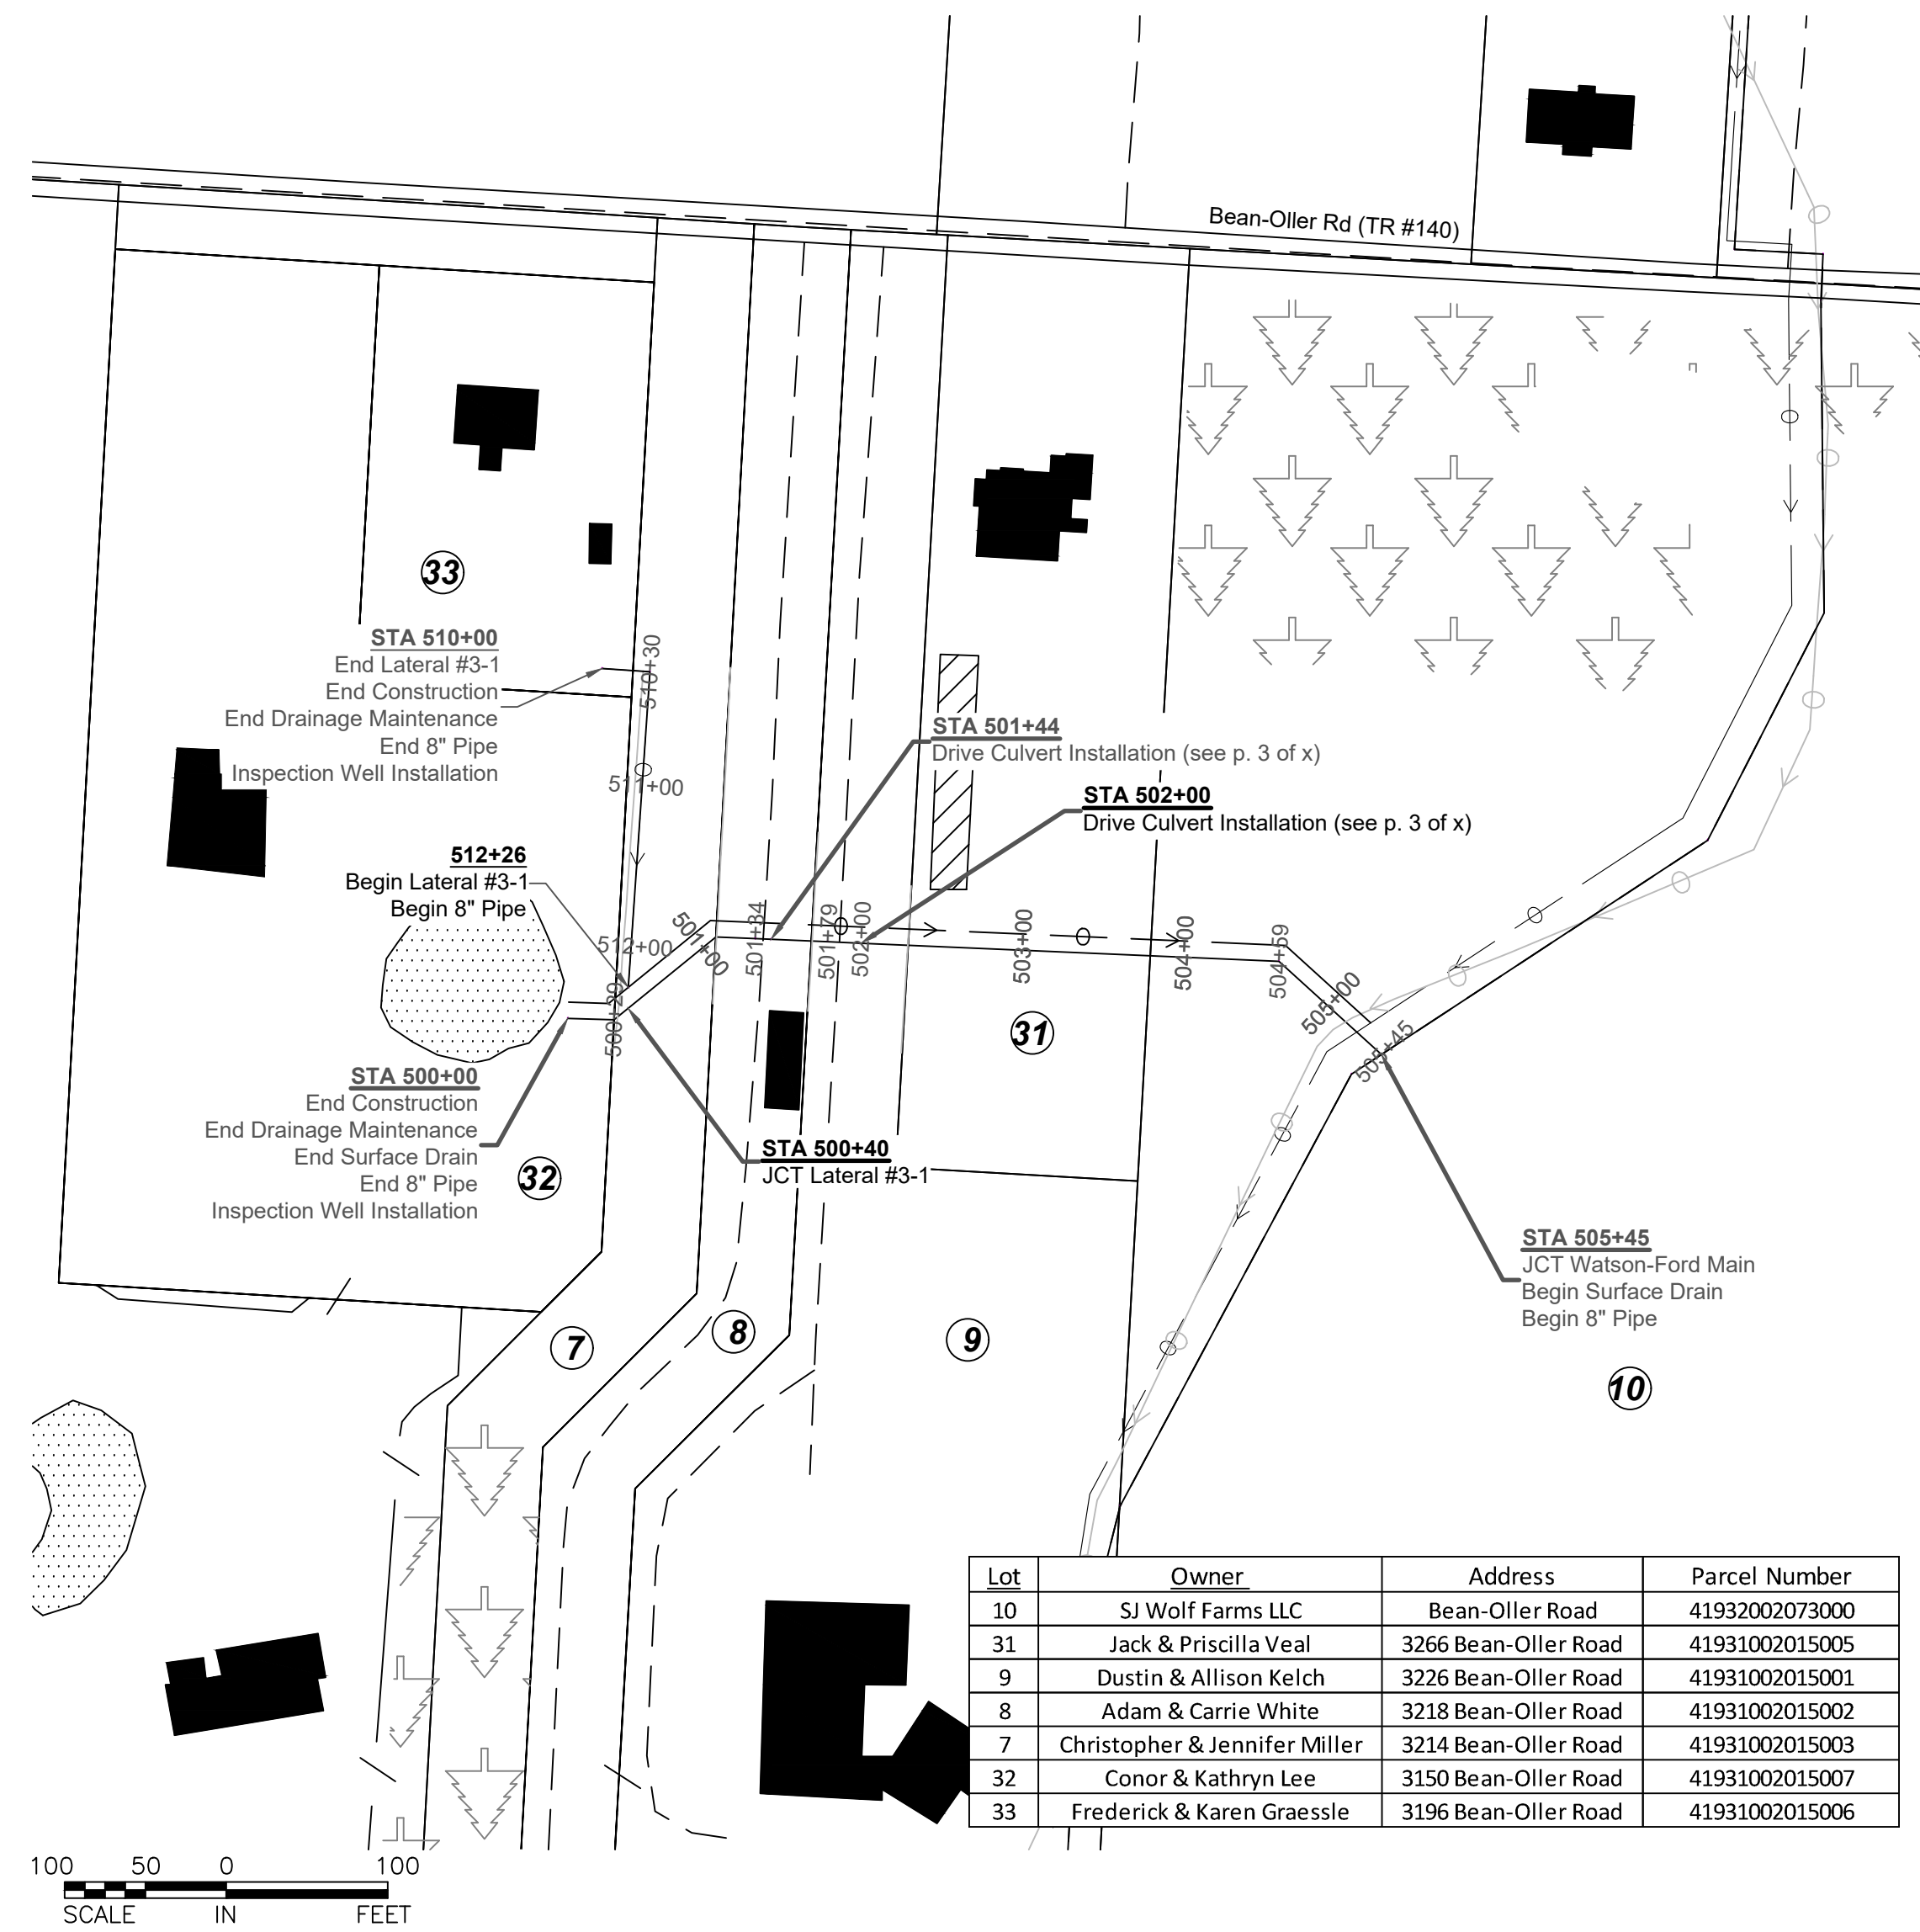 Bean-Oller Rd (TR #140)
33
STA 510+00
End Lateral #3-1
End Construction
End Drainage Maintenance
End 8" Pipe
Inspection Well Installation
510+30
511+00
STA 501+44
Drive Culvert Installation (see p. 3 of x)
STA 502+00
Drive Culvert Installation (see p. 3 of x)
512+26
Begin Lateral #3-1
Begin 8" Pipe
512+00
500+29
501+00
501+34
501+79
502+00
503+00
504+00
504+59
505+00
505+45
31
STA 500+00
End Construction
End Drainage Maintenance
End Surface Drain
End 8" Pipe
Inspection Well Installation
32
STA 500+40
JCT Lateral #3-1
STA 505+45
JCT Watson-Ford Main
Begin Surface Drain
Begin 8" Pipe
7
8
9
10
Lot Owner Address Parcel Number
10 SJ Wolf Farms LLC Bean-Oller Road 41932002073000
31 Jack & Priscilla Veal 3266 Bean-Oller Road 41931002015005
9 Dustin & Allison Kelch 3226 Bean-Oller Road 41931002015001
8 Adam & Carrie White 3218 Bean-Oller Road 41931002015002
7 Christopher & Jennifer Miller 3214 Bean-Oller Road 41931002015003
32 Conor & Kathryn Lee 3150 Bean-Oller Road 41931002015007
33 Frederick & Karen Graessle 3196 Bean-Oller Road 41931002015006
100 50 0 100
SCALE IN FEET